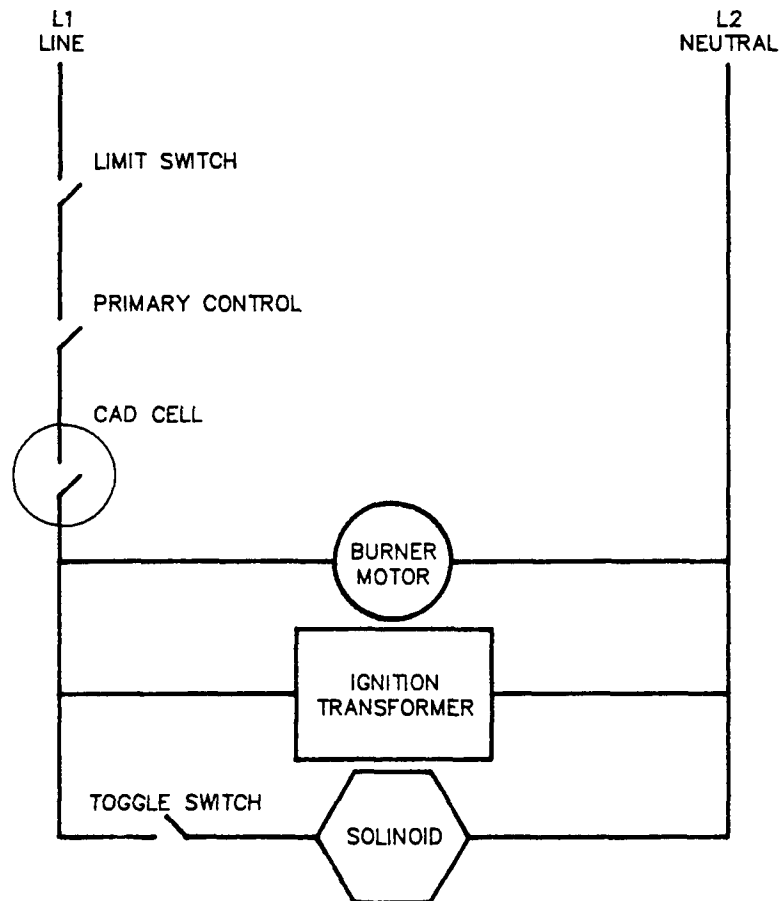 L1
LINE
L2
NEUTRAL
LIMIT SWITCH
PRIMARY CONTROL
CAD CELL
BURNER
MOTOR
IGNITION
TRANSFORMER
TOGGLE SWITCH
SOLINOID